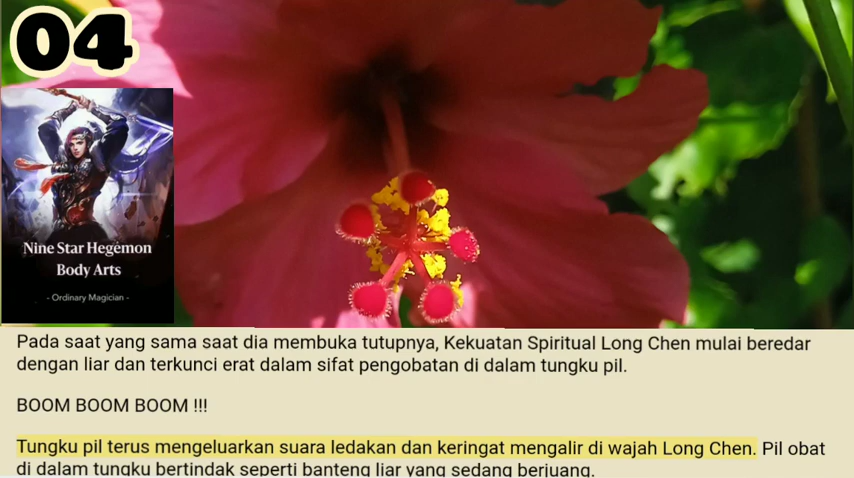 04
Nine Star Hegemon
Body Arts
- Ordinary Magician -
Pada saat yang sama saat dia membuka tutupnya, Kekuatan Spiritual Long Chen mulai beredar
dengan liar dan terkunci erat dalam sifat pengobatan di dalam tungku pil.
BOOM BOOM BOOM !!!
Tungku pil terus mengeluarkan suara ledakan dan keringat mengalir di wajah Long Chen. Pil obat
di dalam tungku bertindak seperti banteng liar yang sedang berjuang.